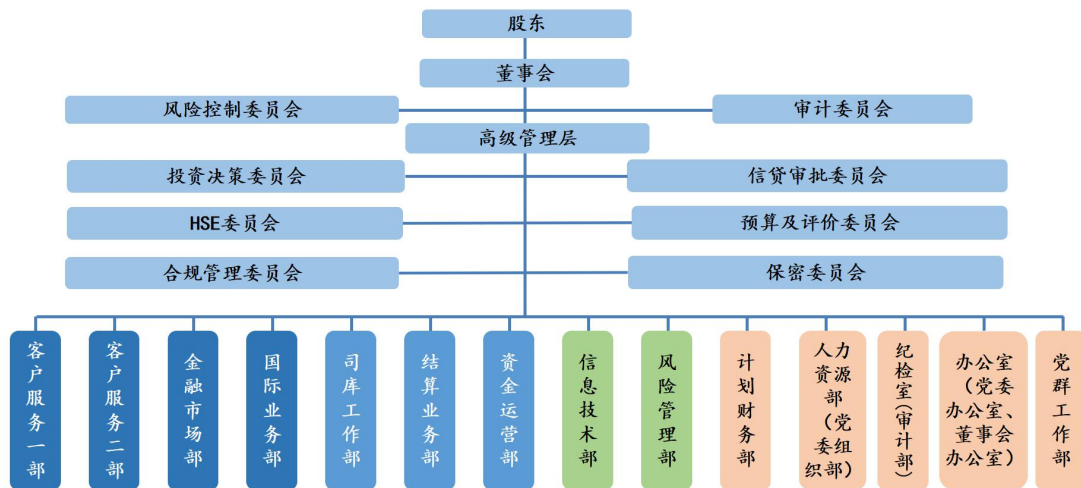 股东
董事会
风险控制委员会
审计委员会
高级管理层
投资决策委员会
信贷审批委员会
HSE委员会
预算及评价委员会
合规管理委员会
保密委员会
客户服务一部
客户服务二部
金融市场部
国际业务部
司库工作部
结算业务部
资金运营部
信息技术部
风险管理部
计划财务部
人力
资源
部
（党
委组
织部）
纪检室（审计部）
办公室
（党委
办公室、
董事会
办公室）
党群工作部